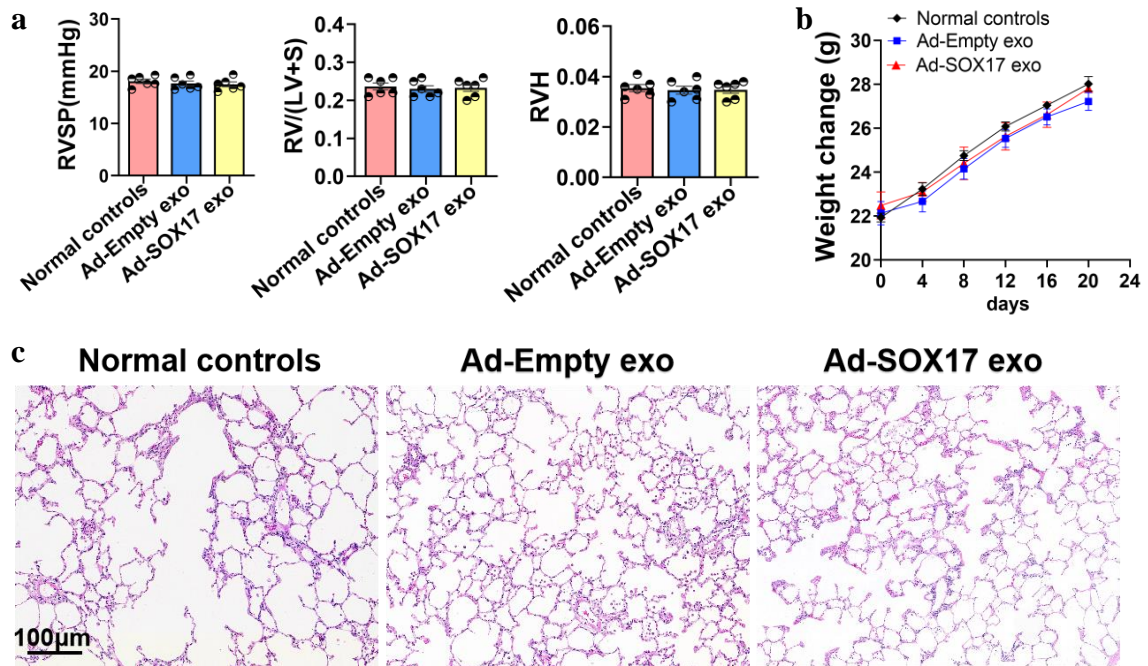 a
RVSP(mmHg)
30
20
10
0
Normal controls
Ad-Empty exo
Ad-SOX17 exo
RV/(LV+S)
0.4
0.3
0.2
0.1
0.0
Normal controls
Ad-Empty exo
Ad-SOX17 exo
RVH
0.06
0.04
0.02
0.00
Normal controls
Ad-Empty exo
Ad-SOX17 exo
b
Normal controls
Ad-Empty exo
Ad-SOX17 exo
Weight change (g)
30
28
26
24
22
20
0 4 8 12 16 20 24
days
c
Normal controls
Ad-Empty exo
Ad-SOX17 exo
100μm